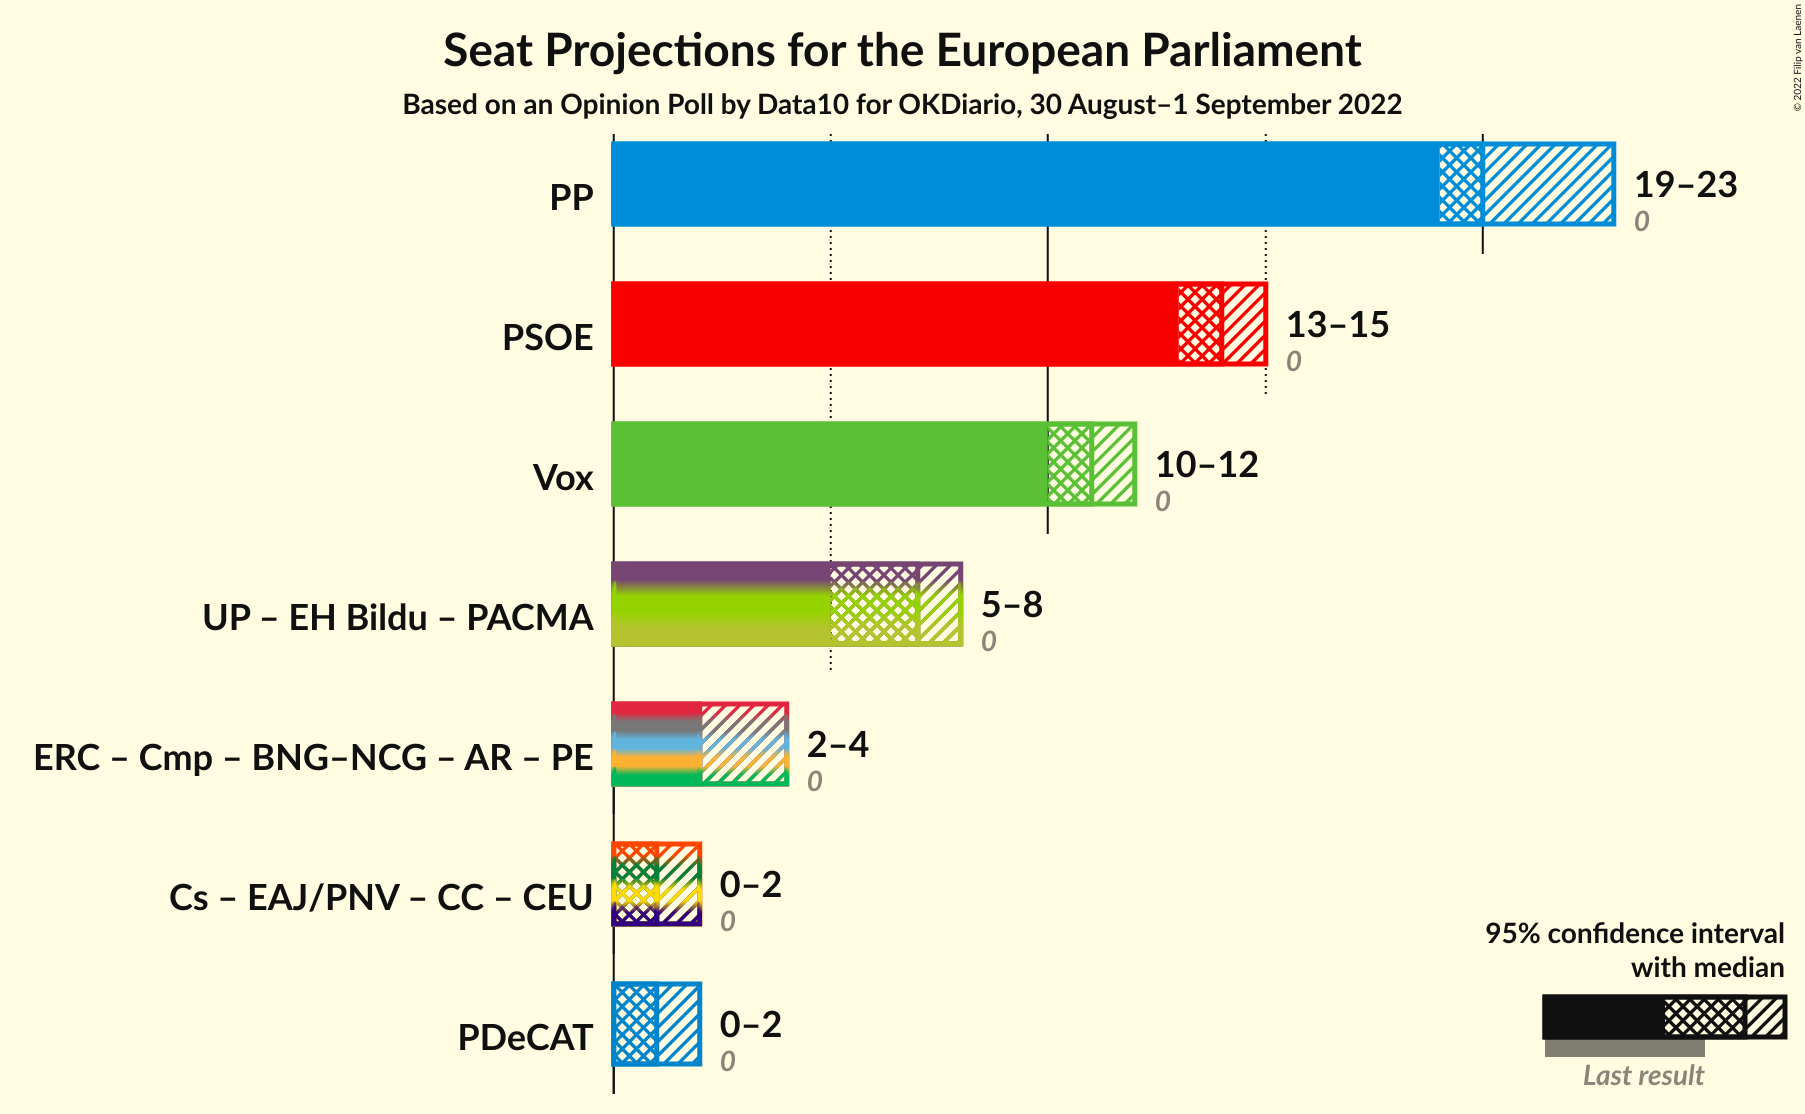 Seat Projections for the European Parliament
Based on an Opinion Poll by Data10 for OKDiario, 30 August–1 September 2022
© 2022 Filip van Laenen
PP
19–23
0
PSOE
13–15
0
Vox
10–12
0
UP – EH Bildu – PACMA
5–8
0
ERC – Cmp – BNG–NCG – AR – PE
2–4
0
Cs – EAJ/PNV – CC – CEU
0–2
0
PDeCAT
0–2
0
95% confidence interval
with median
Last result